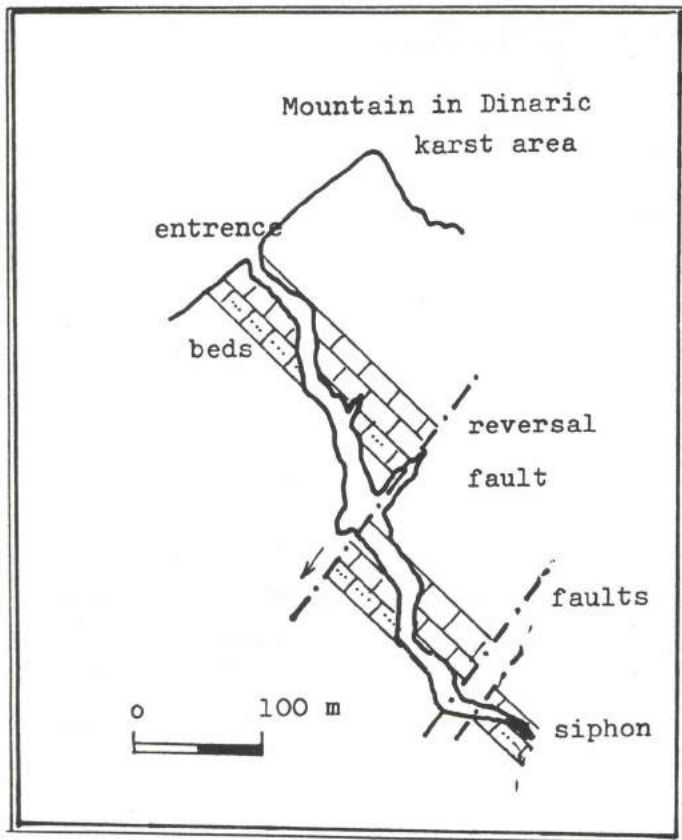 Mountain in Dinaric
karst area
entrence
beds
reversal
fault
faults
o 100 m
siphon